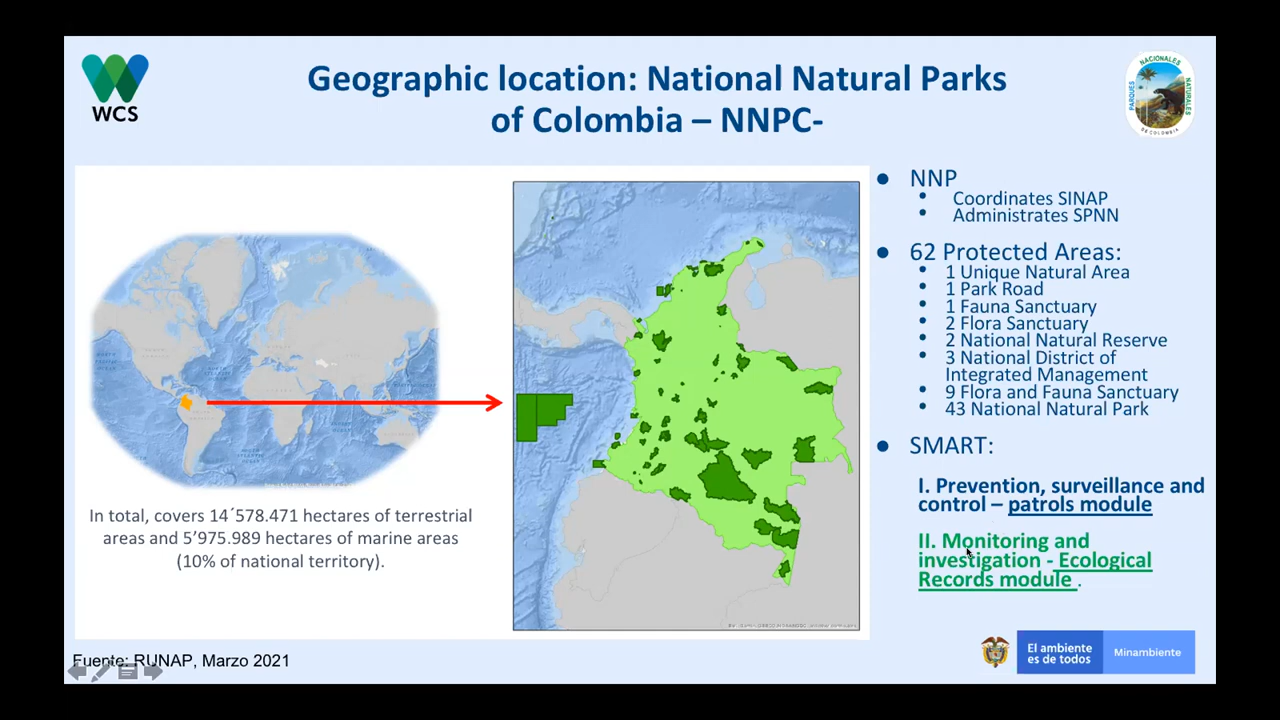 WCS
Geographic location: National Natural Parks
of Colombia – NNPC-
PARQUES NACIONALES NATURALES
DE COLOMBIA
In total, covers 14´578.471 hectares of terrestrial
areas and 5’975.989 hectares of marine areas
(10% of national territory).
● NNP
• Coordinates SINAP
• Administrates SPNN
● 62 Protected Areas:
• 1 Unique Natural Area
• 1 Park Road
• 1 Fauna Sanctuary
• 2 Flora Sanctuary
• 2 National Natural Reserve
• 3 National District of
Integrated Management
• 9 Flora and Fauna Sanctuary
• 43 National Natural Park
● SMART:
I. Prevention, surveillance and
control – patrols module
II. Monitoring and
investigation - Ecological
Records module .
Fuente: RUNAP, Marzo 2021
El ambiente
es de todos
Minambiente